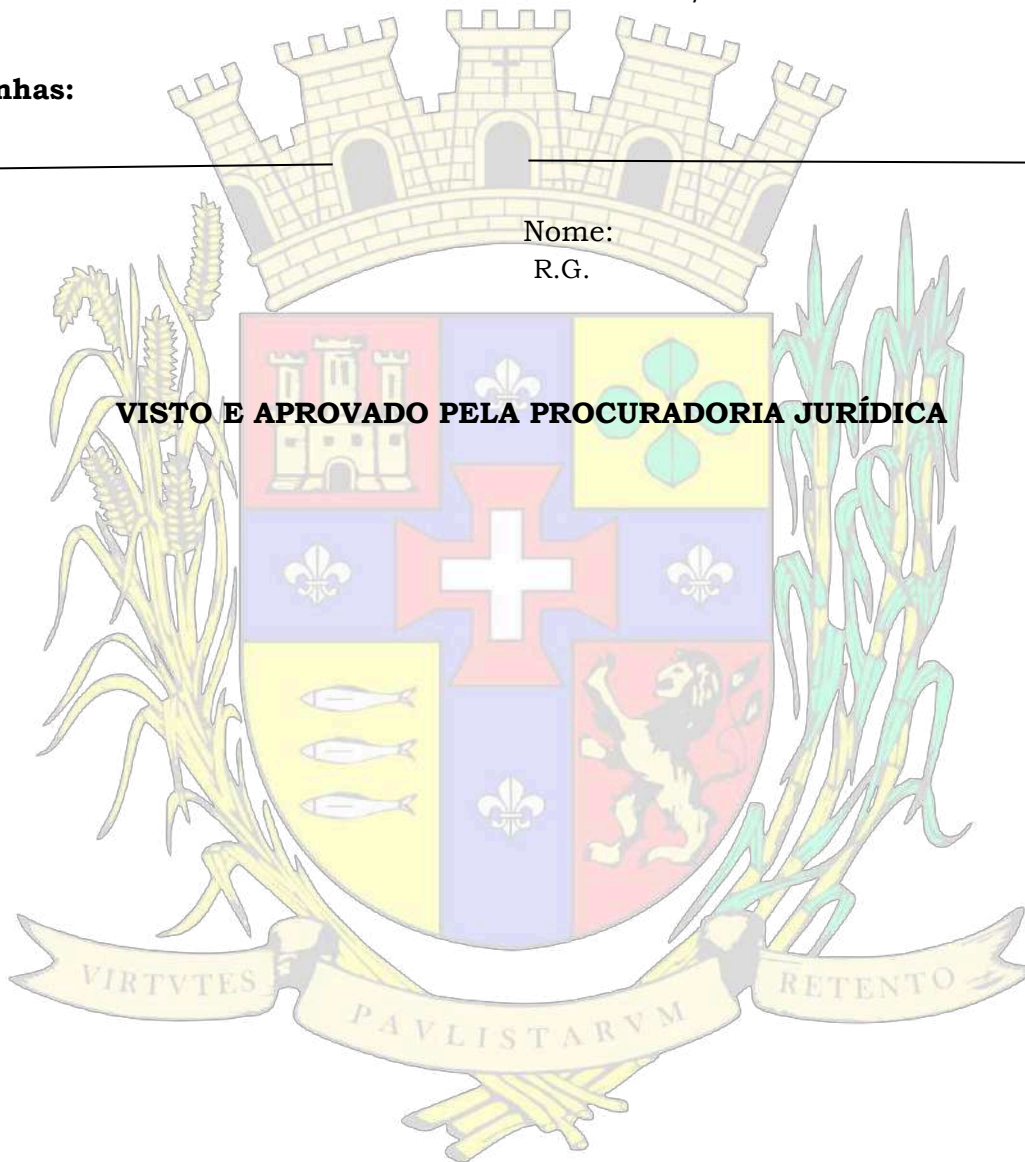 nhas:
Nome:
R.G.
VISTO E APROVADO PELA PROCURADORIA JURÍDICA
VIRTVTES PAVLISTARVM RETENTO